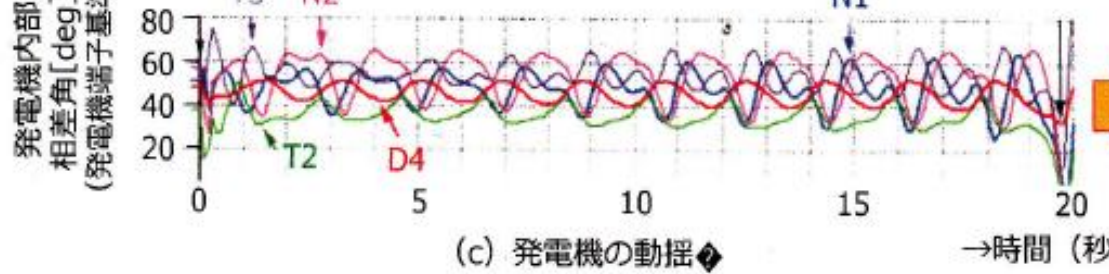 発電機内部
相差角[deg]
(発電機端子基準
80
60
40
20
N2
N1
T2
D4
0
5
10
15
20
(c) 発電機の動揺�
→時間(秒